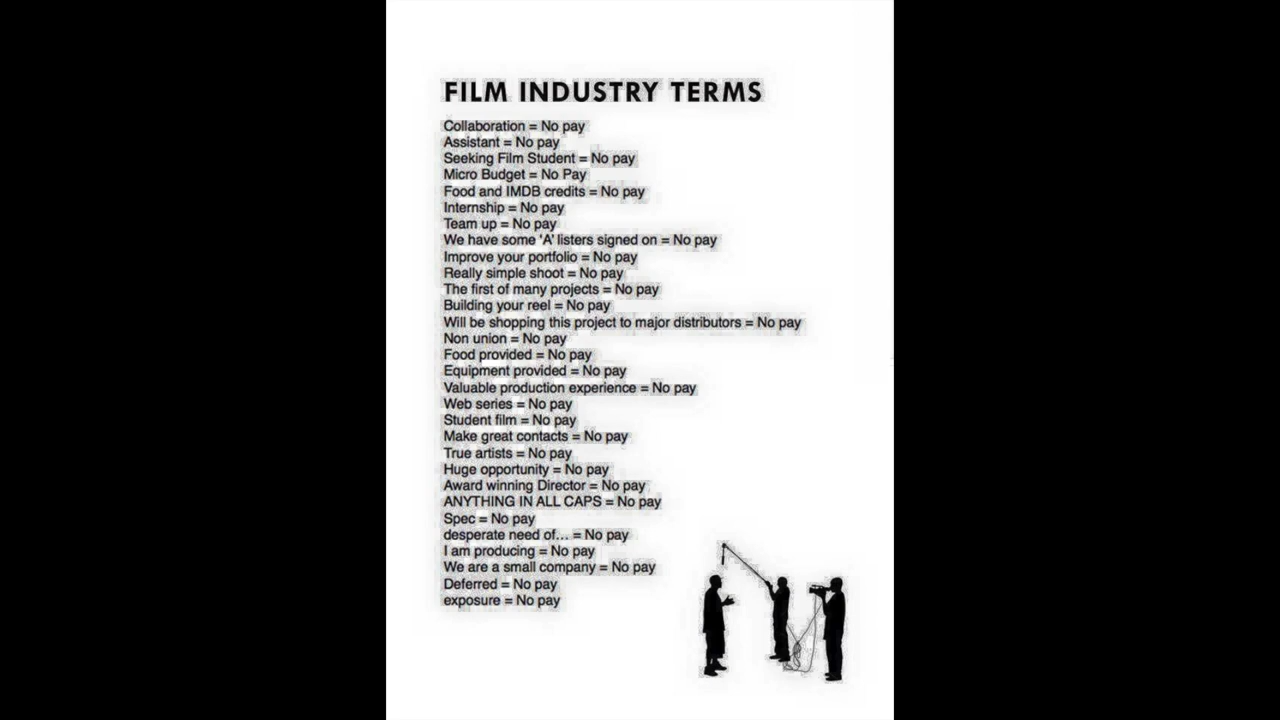 FILM INDUSTRY TERMS
Collaboration = No pay
Assistant = No pay
Seeking Film Student = No pay
Micro Budget = No Pay
Food and IMDB credits = No pay
Internship = No pay
Team up = No pay
We have some 'A' listers signed on = No pay
Improve your portfolio = No pay
Really simple shoot = No pay
The first of many projects = No pay
Building your reel = No pay
Will be shopping this project to major distributors = No pay
Non union = No pay
Food provided = No pay
Equipment provided = No pay
Valuable production experience = No pay
Web series = No pay
Student film = No pay
Make great contacts = No pay
True artists = No pay
Huge opportunity = No pay
Award winning Director = No pay
ANYTHING IN ALL CAPS = No pay
Spec = No pay
desperate need of... = No pay
I am producing = No pay
We are a small company = No pay
Deferred = No pay
exposure = No pay